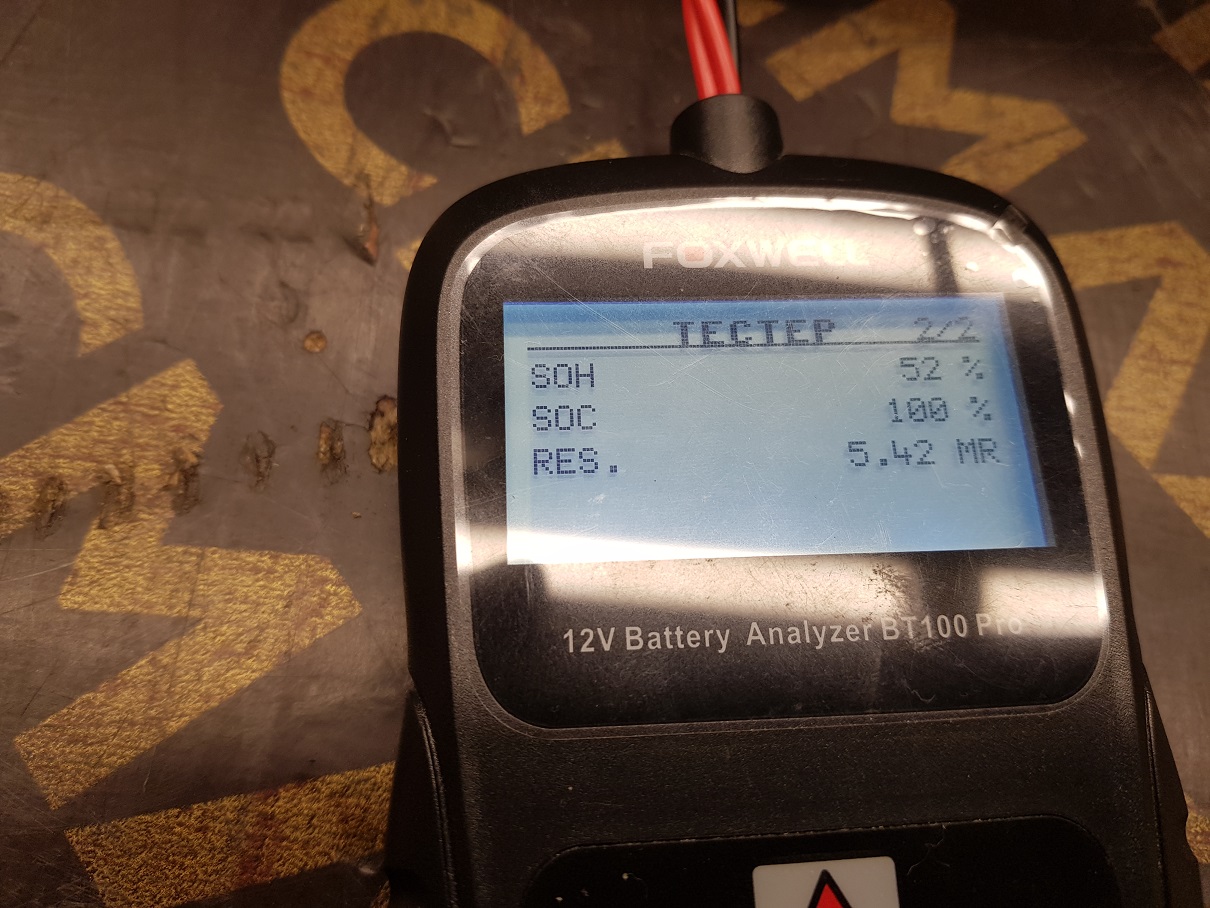 FOXWELL
ТЕСТЕР 2/2
SOH 52 %
SOC 100 %
RES. 5.42 MR
12V Battery Analyzer BT100 Pro